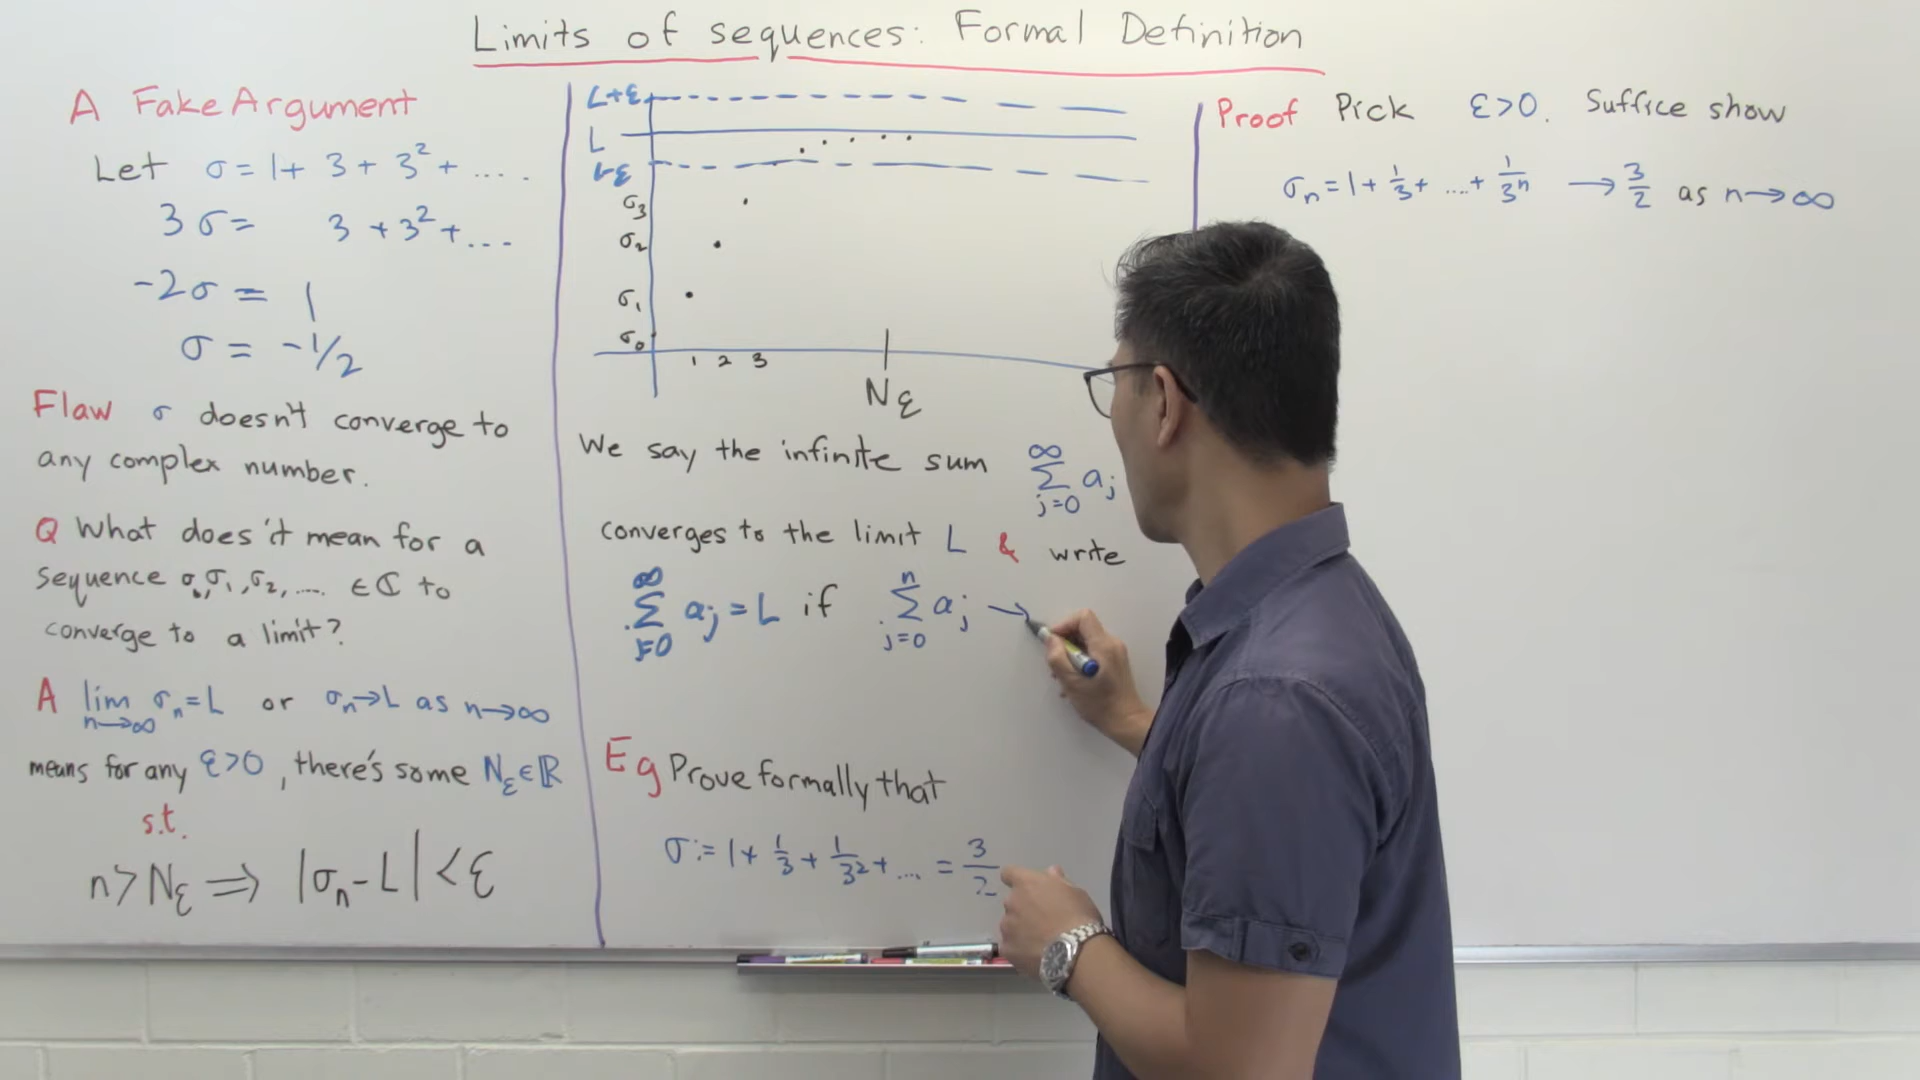 Limits of sequences: Formal Definition
A Fake Argument
Let σ = 1 + 3 + 3² + ....
3σ = 3 + 3² + ...
-2σ = 1
σ = -1/2
Flaw σ doesn't converge to
any complex number.
Q What does it mean for a
sequence σ₀, σ₁, σ₂, .... ∈ ℂ to
converge to a limit?
A lim n→∞ σₙ = L or σₙ → L as n → ∞
means for any ε > 0, there's some N_ε ∈ ℝ
s.t.
n > N_ε ⟹ |σₙ - L| < ε
L+ε
L
L-ε
σ₃
σ₂
σ₁
σ₀
1 2 3
N_ε
We say the infinite sum ∑_{j=0}^{∞} a_j
converges to the limit L & write
∑_{j=0}^{∞} a_j = L if ∑_{j=0}^{n} a_j →
Eg Prove formally that
σ := 1 + 1/3 + 1/3² + ... = 3/2
Proof Pick ε > 0. Suffice show
σₙ = 1 + 1/3 + .... + 1/3ⁿ → 3/2 as n → ∞